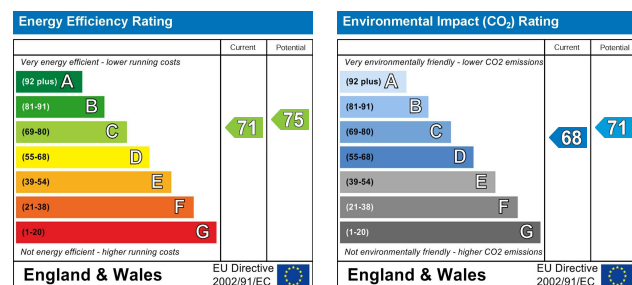 Energy Efficiency Rating
Current Potential
Very energy efficient - lower running costs
(92 plus) A
(81-91) B
(69-80) C
(55-68) D
(39-54) E
(21-38) F
(1-20) G
71
75
Not energy efficient - higher running costs
England & Wales
EU Directive
2002/91/EC
Environmental Impact (CO₂) Rating
Current Potential
Very environmentally friendly - lower CO2 emissions
(92 plus) A
(81-91) B
(69-80) C
(55-68) D
(39-54) E
(21-38) F
(1-20) G
68
71
Not environmentally friendly - higher CO2 emissions
England & Wales
EU Directive
2002/91/EC